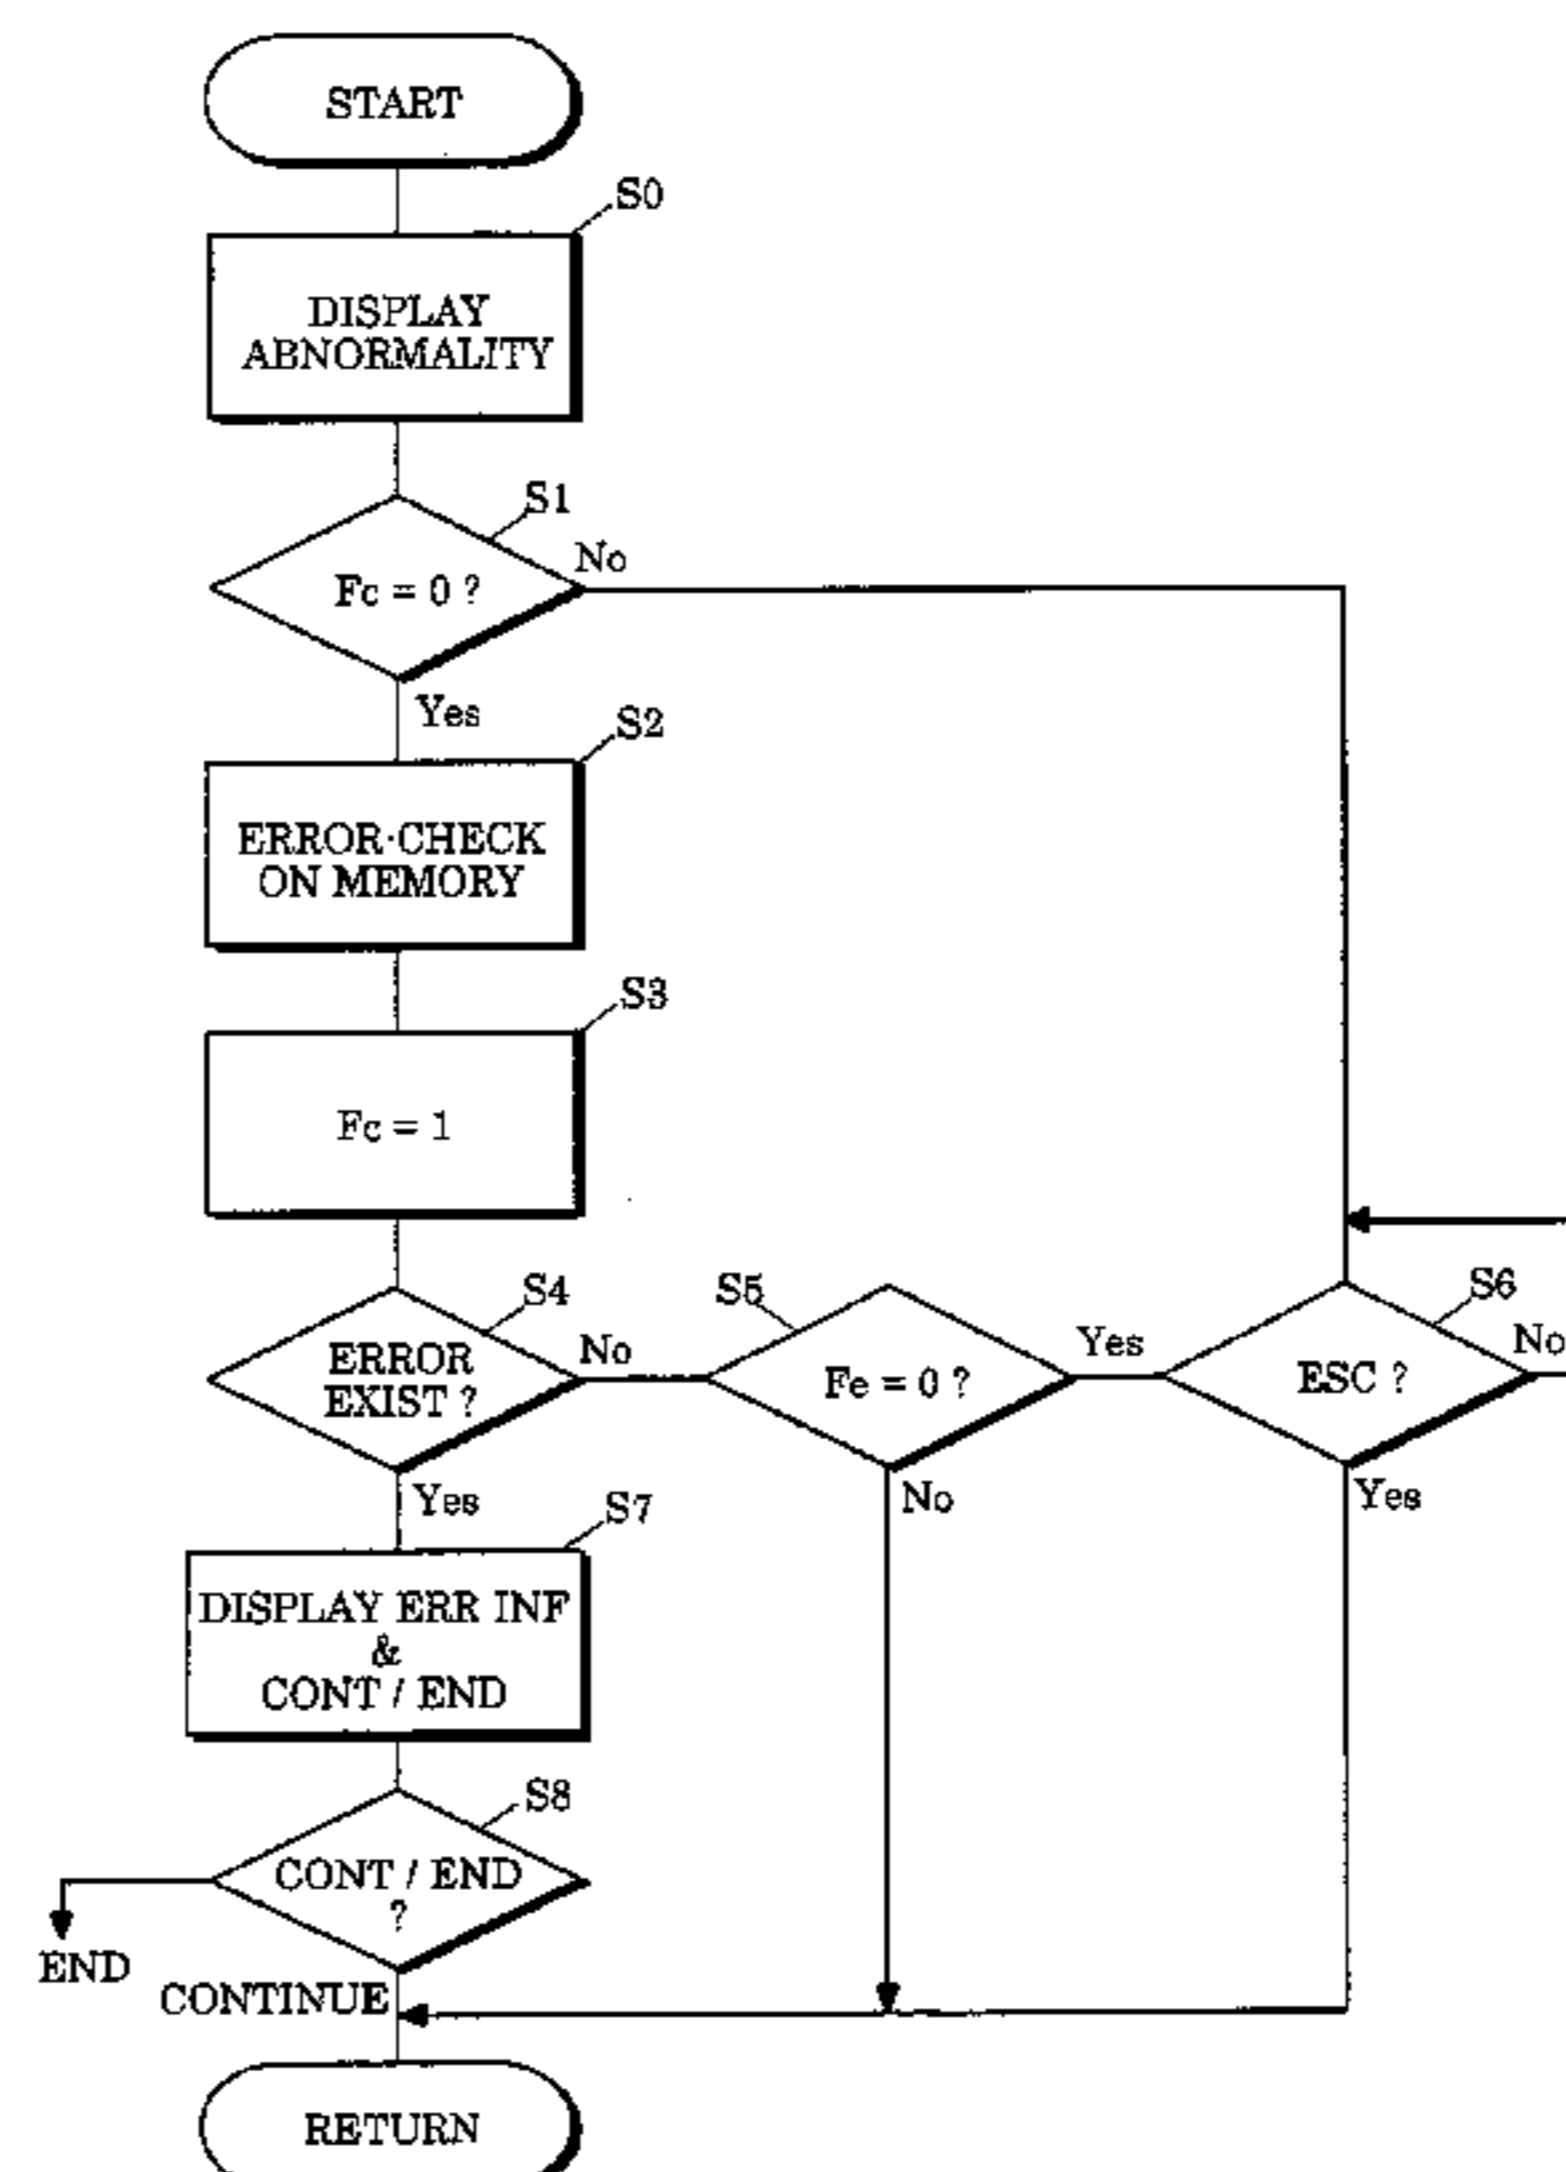 START
S0
DISPLAY
ABNORMALITY
S1
Fc = 0 ?
No
Yes
S2
ERROR·CHECK
ON MEMORY
S3
Fc = 1
S4
ERROR
EXIST ?
No
Yes
S5
Fe = 0 ?
Yes
No
S6
ESC ?
No
Yes
S7
DISPLAY ERR INF
&
CONT / END
S8
CONT / END
?
END
CONTINUE
RETURN